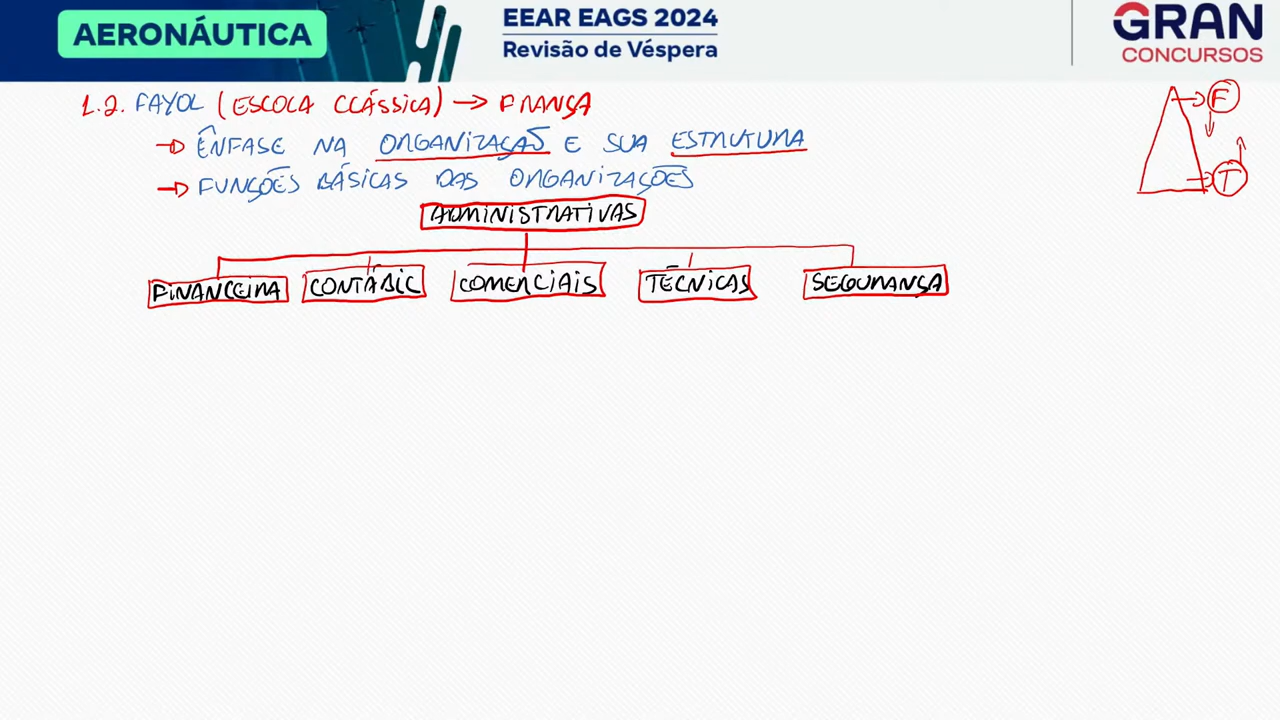 AERONÁUTICA
EEAR EAGS 2024
Revisão de Véspera
GRAN
CONCURSOS
1.2. FAYOL (ESCOLA CLÁSSICA) → FRANÇA
→ ÊNFASE NA ORGANIZAÇÃO E SUA ESTRUTURA
→ FUNÇÕES BÁSICAS DAS ORGANIZAÇÕES
ADMINISTRATIVAS
FINANCEIRA CONTÁBIL COMERCIAIS TÉCNICAS SEGURANÇA
F
T